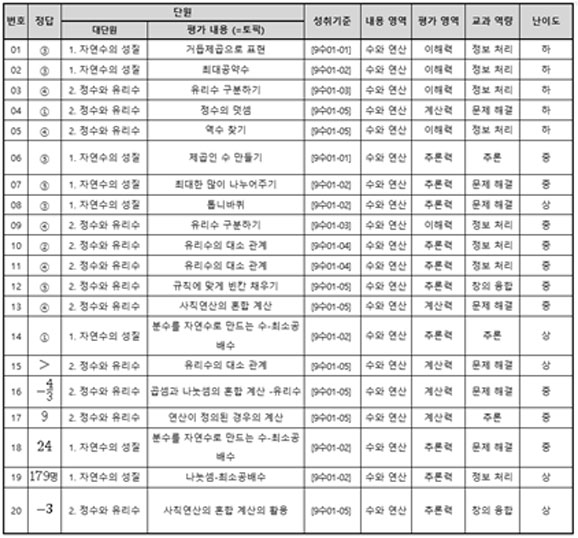 번호 정답 단원 성취기준 내용 영역 평가 영역 교과 역량 난이도
대단원 평가 내용 (=토픽)
01 ③ 1. 자연수의 성질 거듭제곱으로 표현 [9수01-01] 수와 연산 이해력 정보 처리 하
02 ③ 1. 자연수의 성질 최대공약수 [9수01-02] 수와 연산 이해력 정보 처리 하
03 ④ 2. 정수와 유리수 유리수 구분하기 [9수01-03] 수와 연산 이해력 정보 처리 하
04 ① 2. 정수와 유리수 정수의 덧셈 [9수01-05] 수와 연산 계산력 문제 해결 하
05 ④ 2. 정수와 유리수 역수 찾기 [9수01-05] 수와 연산 이해력 정보 처리 하
06 1. 자연수의 성질 제곱인 수 만들기 [9수01-01] 수와 연산 추론력 추론 중
07 1. 자연수의 성질 최대한 많이 나누어주기 [9수01-02] 수와 연산 추론력 문제 해결 중
08 1. 자연수의 성질 톱니바퀴 [9수01-02] 수와 연산 추론력 문제 해결 상
09 ④ 2. 정수와 유리수 유리수 구분하기 [9수01-03] 수와 연산 이해력 정보 처리 중
10 ② 2. 정수와 유리수 유리수의 대소 관계 [9수01-04] 수와 연산 추론력 정보 처리 중
11 ④ 2. 정수와 유리수 유리수의 대소 관계 [9수01-04] 수와 연산 추론력 정보 처리 중
12 2. 정수와 유리수 규칙에 맞게 빈칸 채우기 [9수01-05] 수와 연산 추론력 창의 융합 중
13 ④ 2. 정수와 유리수 사칙연산의 혼합 계산 [9수01-05] 수와 연산 계산력 문제 해결 중
14 ① 1. 자연수의 성질 분수를 자연수로 만드는 수-최소공
배수 [9수01-02] 수와 연산 추론력 추론 상
15 > 2. 정수와 유리수 유리수의 대소 관계 [9수01-05] 수와 연산 계산력 문제 해결 상
16 -4/3 2. 정수와 유리수 곱셈과 나눗셈의 혼합 계산 -유리수 [9수01-05] 수와 연산 계산력 문제 해결 중
17 9 2. 정수와 유리수 연산이 정의된 경우의 계산 [9수01-05] 수와 연산 계산력 추론 중
18 24 1. 자연수의 성질 분수를 자연수로 만드는 수-최소공
배수 [9수01-02] 수와 연산 추론력 문제 해결 중
19 179명 1. 자연수의 성질 나눗셈-최소공배수 [9수01-02] 수와 연산 추론력 정보 처리 상
20 -3 2. 정수와 유리수 사칙연산의 혼합 계산의 활용 [9수01-05] 수와 연산 추론력 창의 융합 상